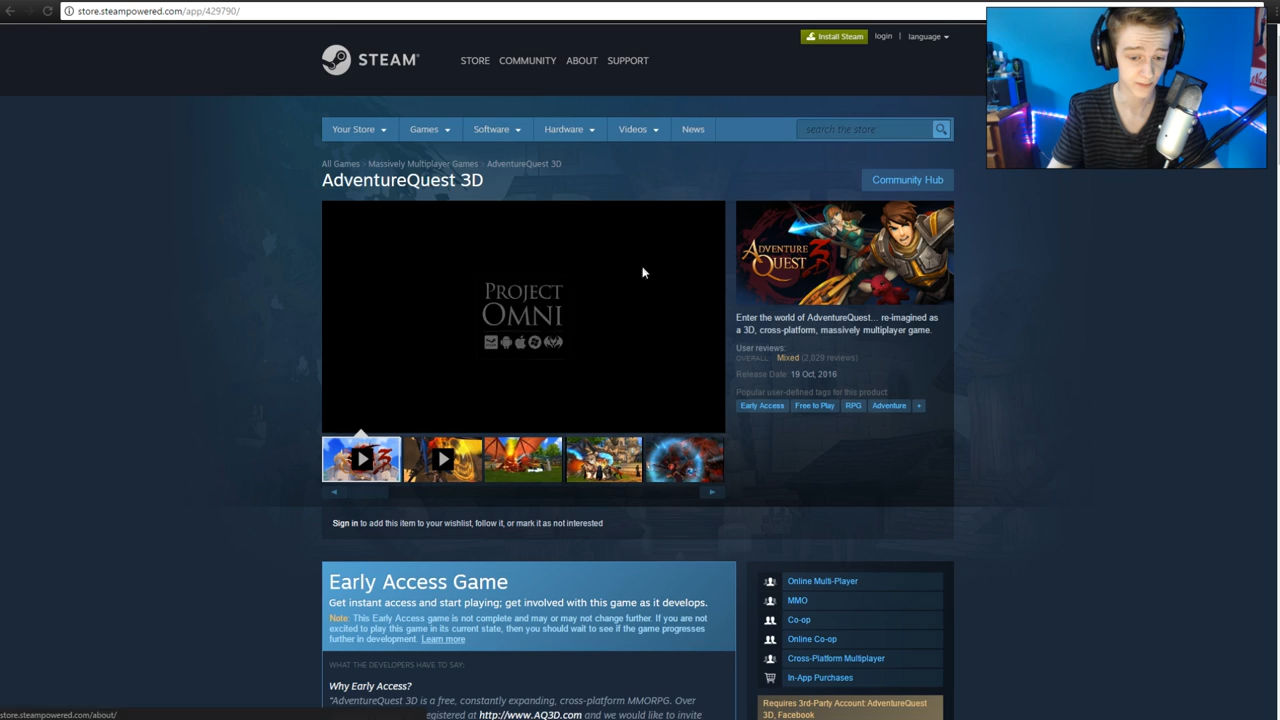 store.steampowered.com/app/429790/
Install Steam login | language
STEAM
STORE COMMUNITY ABOUT SUPPORT
Your Store Games Software Hardware Videos News search the store
All Games > Massively Multiplayer Games > AdventureQuest 3D
AdventureQuest 3D
Community Hub
PROJECT
OMNI
ADVENTURE
QUEST 3D
Enter the world of AdventureQuest... re-imagined as
a 3D, cross-platform, massively multiplayer game.
User reviews:
OVERALL: Mixed (2,029 reviews)
Release Date: 19 Oct, 2016
Popular user-defined tags for this product
Early Access Free to Play RPG Adventure +
Sign in to add this item to your wishlist, follow it, or mark it as not interested
Early Access Game
Get instant access and start playing; get involved with this game as it develops.
Note: This Early Access game is not complete and may or may not change further. If you are
not excited to play this game in its current state, then you should wait to see if the game progresses
further in development. Learn more
WHAT THE DEVELOPERS HAVE TO SAY:
Why Early Access?
"AdventureQuest 3D is a free, constantly expanding, cross-platform MMORPG. Over
egistered at http://www.AQ3D.com and we would like to invite
Online Multi-Player
MMO
Co-op
Online Co-op
Cross-Platform Multiplayer
In-App Purchases
Requires 3rd-Party Account: AdventureQuest
3D, Facebook
store.steampowered.com/about/